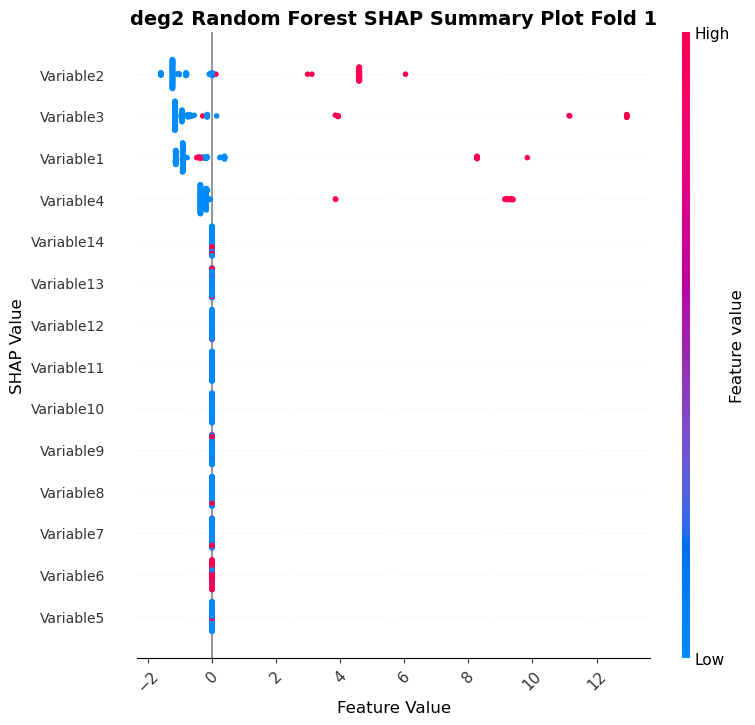 deg2 Random Forest SHAP Summary Plot Fold 1
High
Variable2
Variable3
Variable1
Variable4
Variable14
Variable13
Variable12
Variable11
Variable10
Variable9
Variable8
Variable7
Variable6
Variable5
SHAP Value
Feature value
Low
−2
0
2
4
6
8
10
12
Feature Value